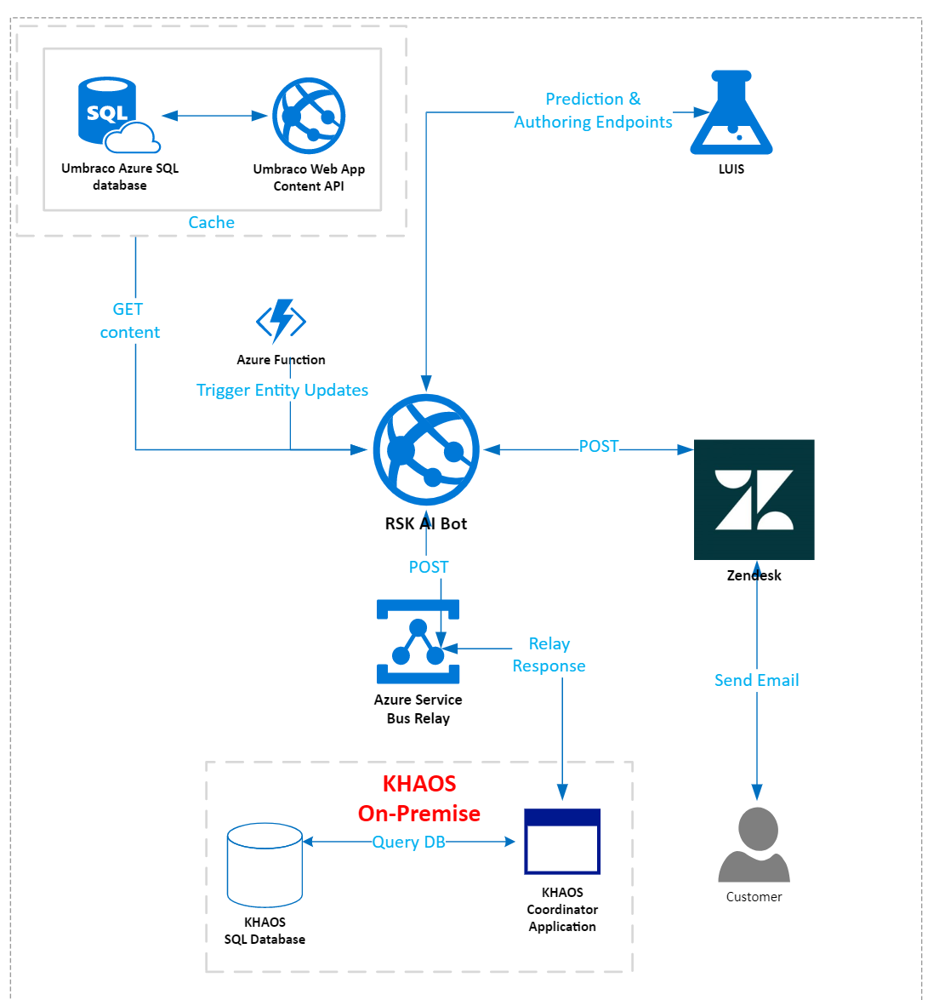 SQL
Umbraco Azure SQL
database
Umbraco Web App
Content API
Cache
Prediction &
Authoring Endpoints
LUIS
GET
content
Azure Function
Trigger Entity Updates
RSK AI Bot
POST
Zendesk
POST
Azure Service
Bus Relay
Relay
Response
Send Email
KHAOS
On-Premise
Query DB
KHAOS
SQL Database
KHAOS
Coordinator
Application
Customer